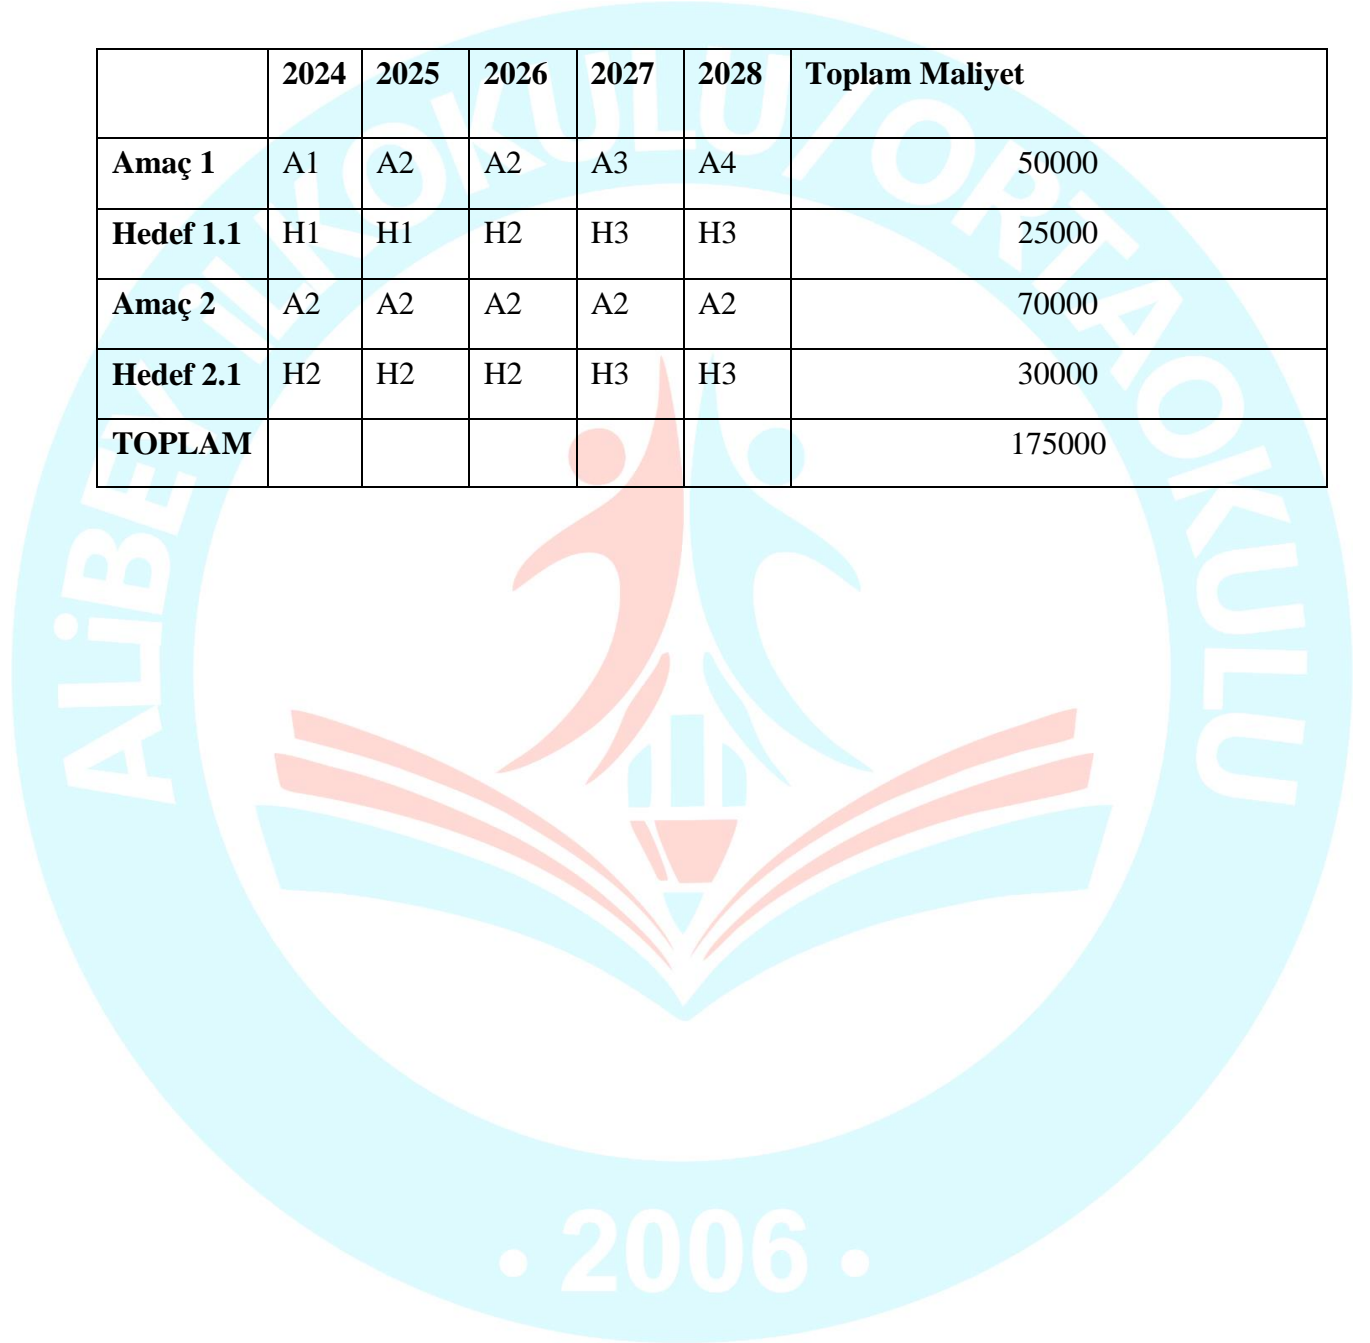 2024 2025 2026 2027 2028 Toplam Maliyet
Amaç 1 A1 A2 A2 A3 A4 50000
Hedef 1.1 H1 H1 H2 H3 H3 25000
Amaç 2 A2 A2 A2 A2 A2 70000
Hedef 2.1 H2 H2 H2 H3 H3 30000
TOPLAM 175000
ALİBEY İLKOKULU/ORTAOKULU
• 2006 •